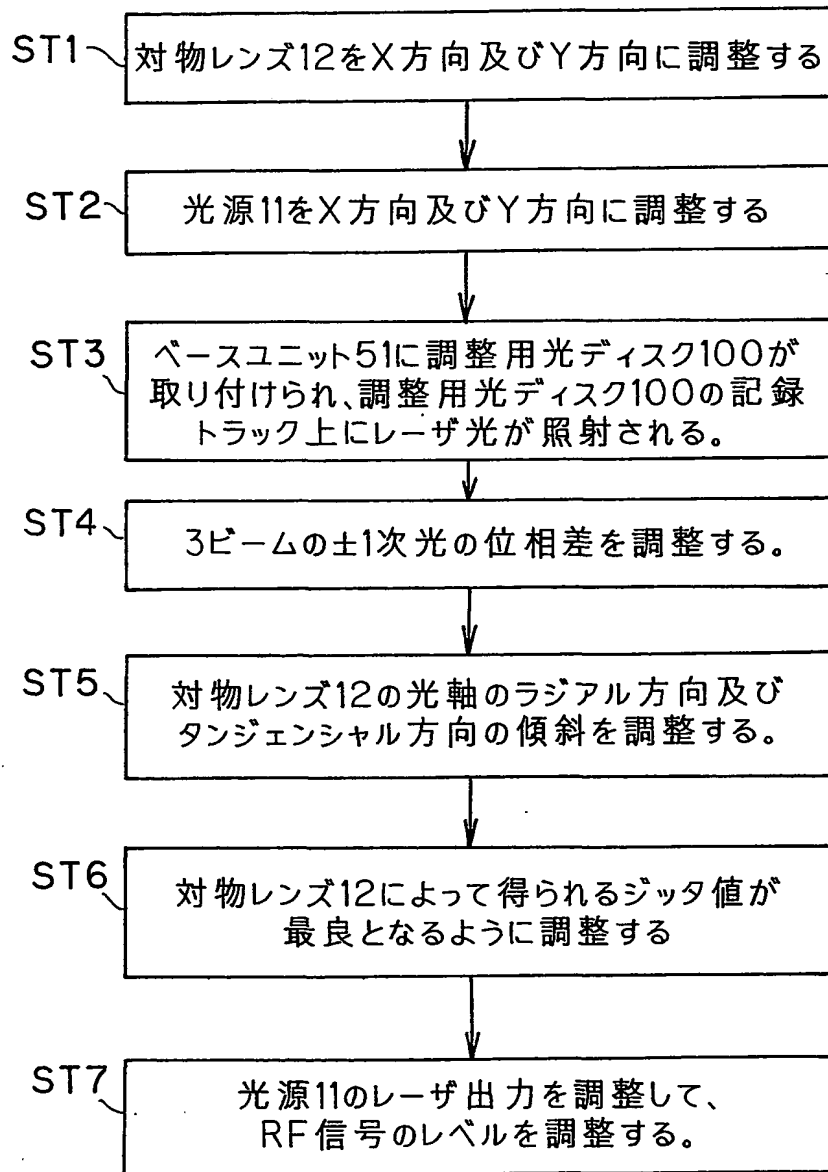 ST1 対物レンズ12をX方向及びY方向に調整する
ST2 光源11をX方向及びY方向に調整する
ST3 ベースユニット51に調整用光ディスク100が
取り付けられ、調整用光ディスク100の記録
トラック上にレーザ光が照射される。
ST4 3ビームの±1次光の位相差を調整する。
ST5 対物レンズ12の光軸のラジアル方向及び
タンジェンシャル方向の傾斜を調整する。
ST6 対物レンズ12によって得られるジッタ値が
最良となるように調整する
ST7 光源11のレーザ出力を調整して、
RF信号のレベルを調整する。